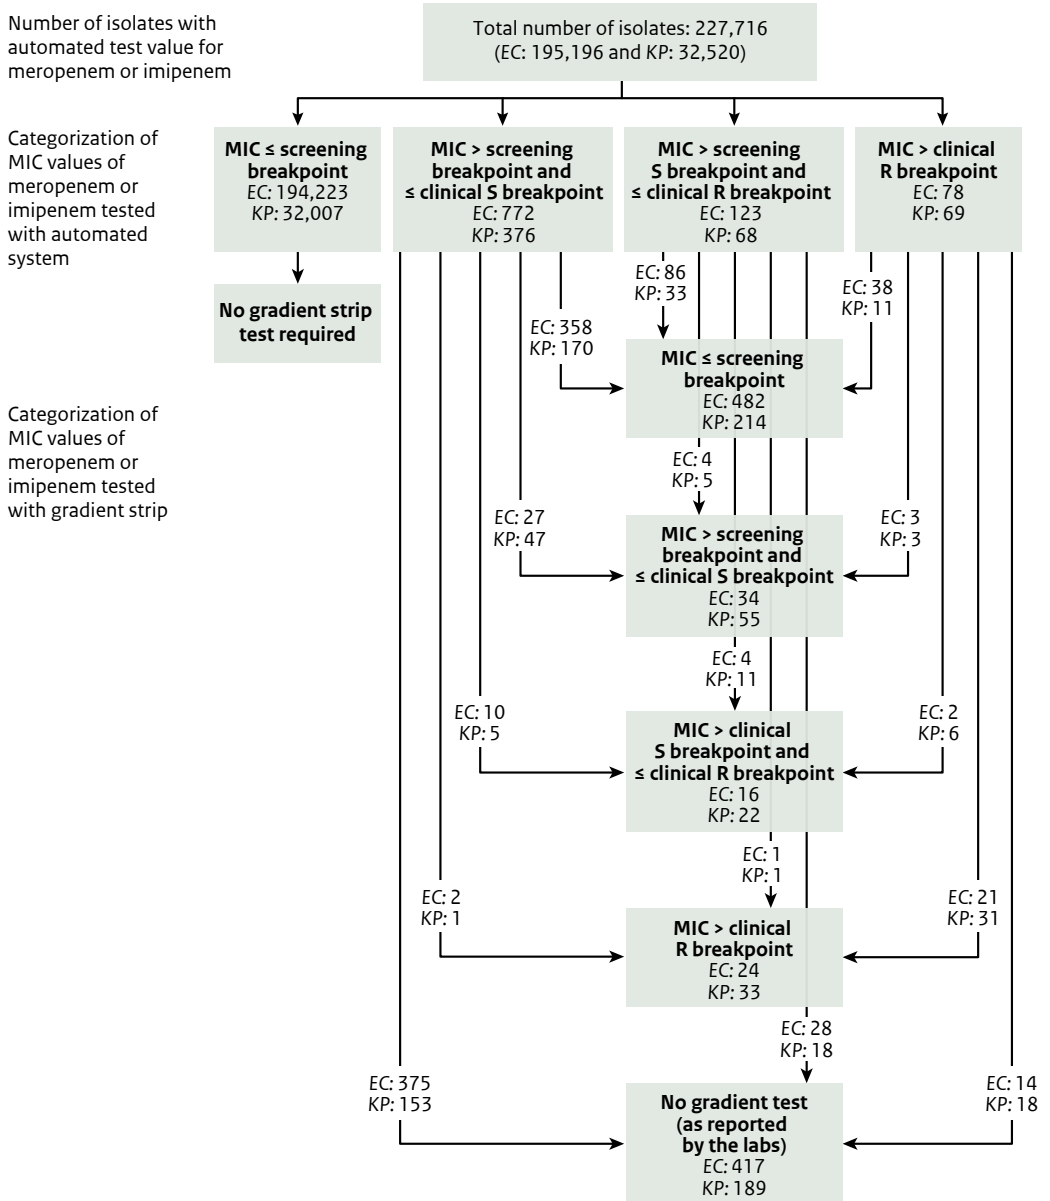 Number of isolates with
automated test value for
meropenem or imipenem
Total number of isolates: 227,716
(EC: 195,196 and KP: 32,520)
Categorization of
MIC values of
meropenem or
imipenem tested
with automated
system
MIC ≤ screening
breakpoint
EC: 194,223
KP: 32,007
MIC > screening
breakpoint and
≤ clinical S breakpoint
EC: 772
KP: 376
MIC > screening
S breakpoint and
≤ clinical R breakpoint
EC: 123
KP: 68
MIC > clinical
R breakpoint
EC: 78
KP: 69
No gradient strip
test required
EC: 358
KP: 170
EC: 86
KP: 33
EC: 38
KP: 11
MIC ≤ screening
breakpoint
EC: 482
KP: 214
Categorization of
MIC values of
meropenem or
imipenem tested
with gradient strip
EC: 4
KP: 5
EC: 27
KP: 47
EC: 3
KP: 3
MIC > screening
breakpoint and
≤ clinical S breakpoint
EC: 34
KP: 55
EC: 4
KP: 11
EC: 10
KP: 5
EC: 2
KP: 6
MIC > clinical
S breakpoint and
≤ clinical R breakpoint
EC: 16
KP: 22
EC: 1
KP: 1
EC: 2
KP: 1
EC: 21
KP: 31
MIC > clinical
R breakpoint
EC: 24
KP: 33
EC: 28
KP: 18
EC: 375
KP: 153
EC: 14
KP: 18
No gradient test
(as reported
by the labs)
EC: 417
KP: 189